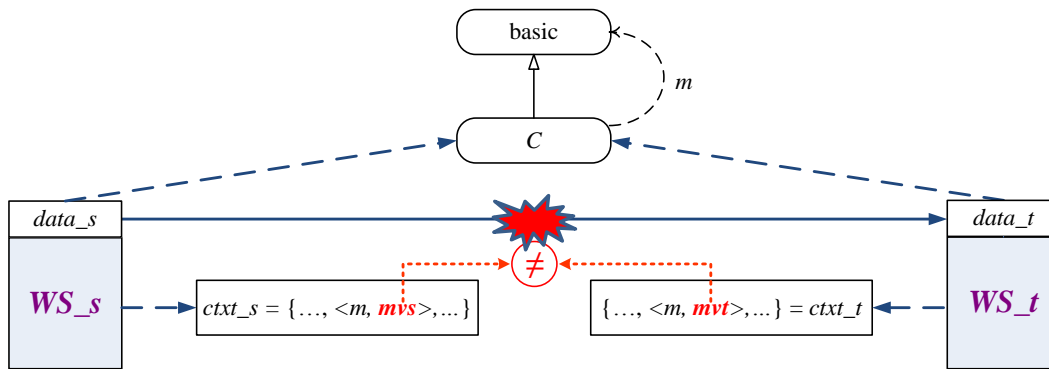 basic
m
C
data_s
data_t
≠
WS_s
ctxt_s = {…, <m, mvs>,…}
{…, <m, mvt>,…} = ctxt_t
WS_t